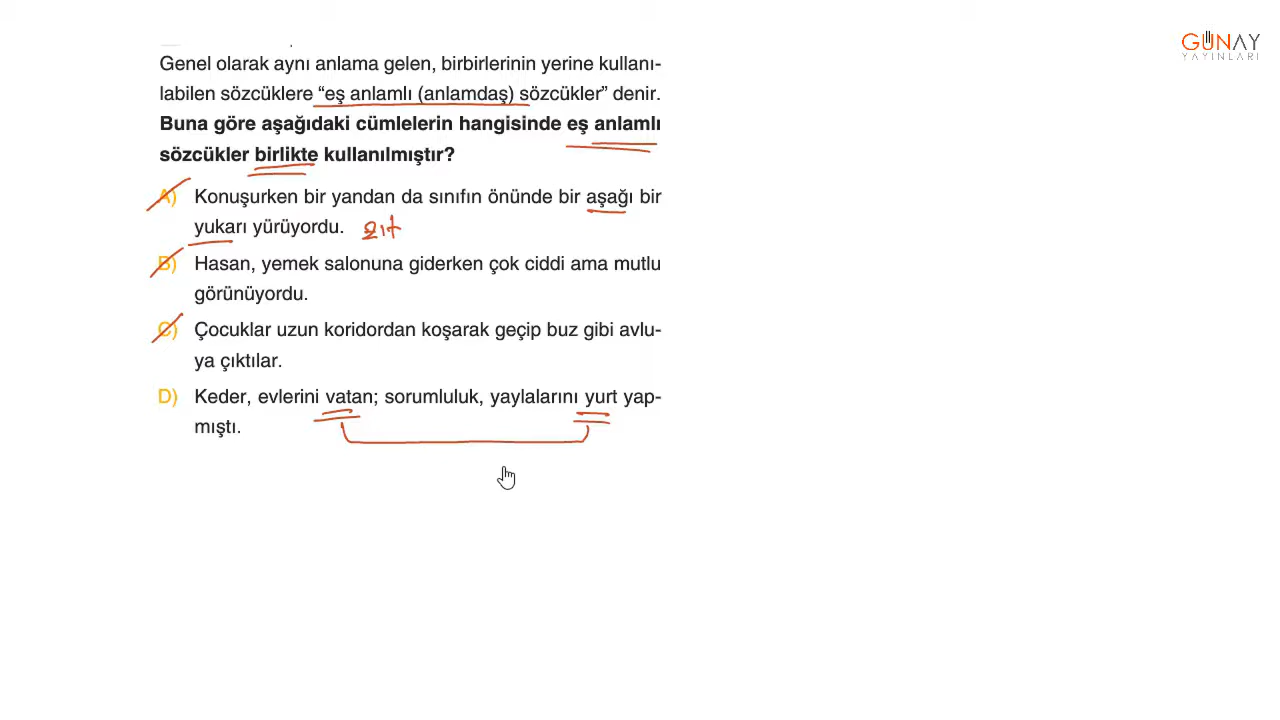 GÜNAY
YAYINLARI
Genel olarak aynı anlama gelen, birbirlerinin yerine kullanı-
labilen sözcüklere “eş anlamlı (anlamdaş) sözcükler” denir.
Buna göre aşağıdaki cümlelerin hangisinde eş anlamlı
sözcükler birlikte kullanılmıştır?
A) Konuşurken bir yandan da sınıfın önünde bir aşağı bir
yukarı yürüyordu. zıt
B) Hasan, yemek salonuna giderken çok ciddi ama mutlu
görünüyordu.
C) Çocuklar uzun koridordan koşarak geçip buz gibi avlu-
ya çıktılar.
D) Keder, evlerini vatan; sorumluluk, yaylalarını yurt yap-
mıştı.